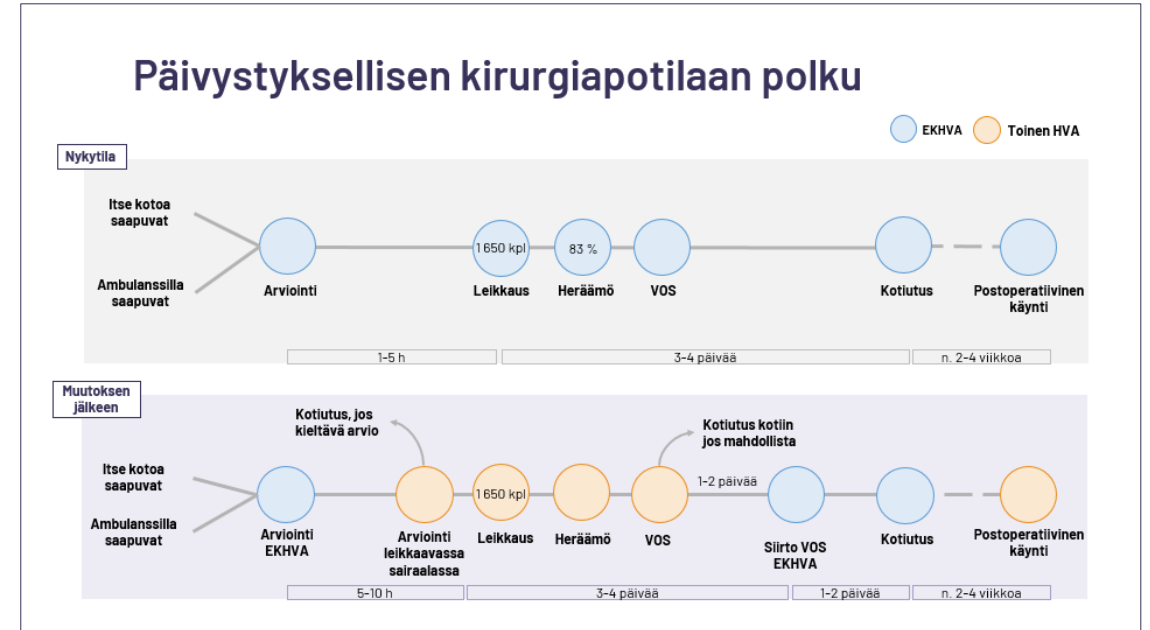 Päivystyksellisen kirurgiapotilaan polku
EKHVA
Toinen HVA
Nykytila
Itse kotoa
saapuvat
Ambulanssilla
saapuvat
Arviointi
1 650 kpl
Leikkaus
83 %
Heräämö
VOS
Kotiutus
Postoperatiivinen
käynti
1-5 h
3-4 päivää
n. 2-4 viikkoa
Muutoksen
jälkeen
Kotiutus, jos
kieltävä arvio
Kotiutus kotiin
jos mahdollista
Itse kotoa
saapuvat
Ambulanssilla
saapuvat
Arviointi
EKHVA
Arviointi
leikkaavassa
sairaalassa
1 650 kpl
Leikkaus
Heräämö
VOS
1-2 päivää
Siirto VOS
EKHVA
Kotiutus
Postoperatiivinen
käynti
5-10 h
3-4 päivää
1-2 päivää
n. 2-4 viikkoa